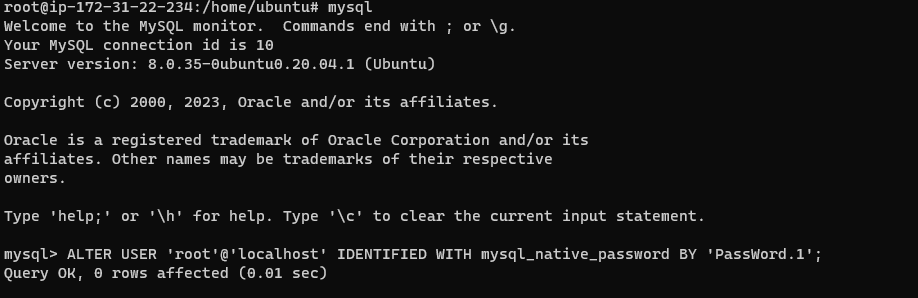 root@ip-172-31-22-234:/home/ubuntu# mysql
Welcome to the MySQL monitor.  Commands end with ; or \g.
Your MySQL connection id is 10
Server version: 8.0.35-0ubuntu0.20.04.1 (Ubuntu)
Copyright (c) 2000, 2023, Oracle and/or its affiliates.
Oracle is a registered trademark of Oracle Corporation and/or its
affiliates. Other names may be trademarks of their respective
owners.
Type 'help;' or '\h' for help. Type '\c' to clear the current input statement.
mysql> ALTER USER 'root'@'localhost' IDENTIFIED WITH mysql_native_password BY 'PassWord.1';
Query OK, 0 rows affected (0.01 sec)